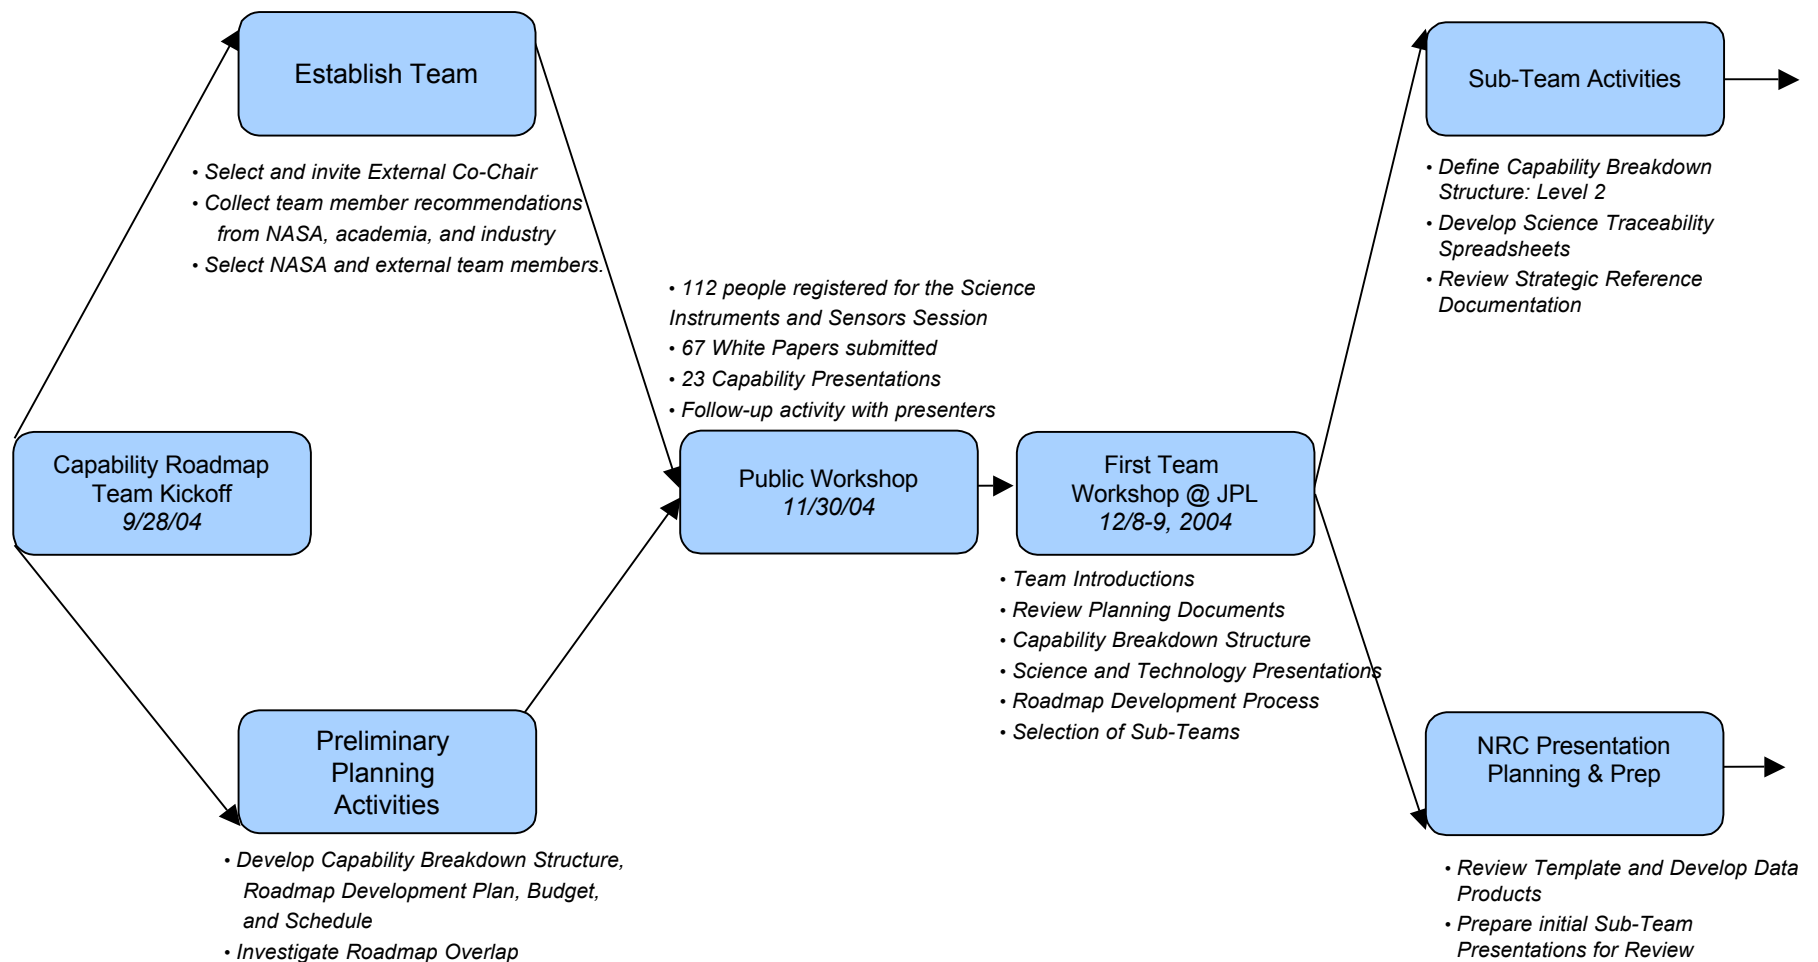 Establish Team
• Select and invite External Co-Chair
• Collect team member recommendations
from NASA, academia, and industry
• Select NASA and external team members.
Capability Roadmap
Team Kickoff
9/28/04
Preliminary
Planning
Activities
• Develop Capability Breakdown Structure,
Roadmap Development Plan, Budget,
and Schedule
• Investigate Roadmap Overlap
• 112 people registered for the Science
Instruments and Sensors Session
• 67 White Papers submitted
• 23 Capability Presentations
• Follow-up activity with presenters
Public Workshop
11/30/04
First Team
Workshop @ JPL
12/8-9, 2004
• Team Introductions
• Review Planning Documents
• Capability Breakdown Structure
• Science and Technology Presentations
• Roadmap Development Process
• Selection of Sub-Teams
Sub-Team Activities
• Define Capability Breakdown
Structure: Level 2
• Develop Science Traceability
Spreadsheets
• Review Strategic Reference
Documentation
NRC Presentation
Planning & Prep
• Review Template and Develop Data
Products
• Prepare initial Sub-Team
Presentations for Review